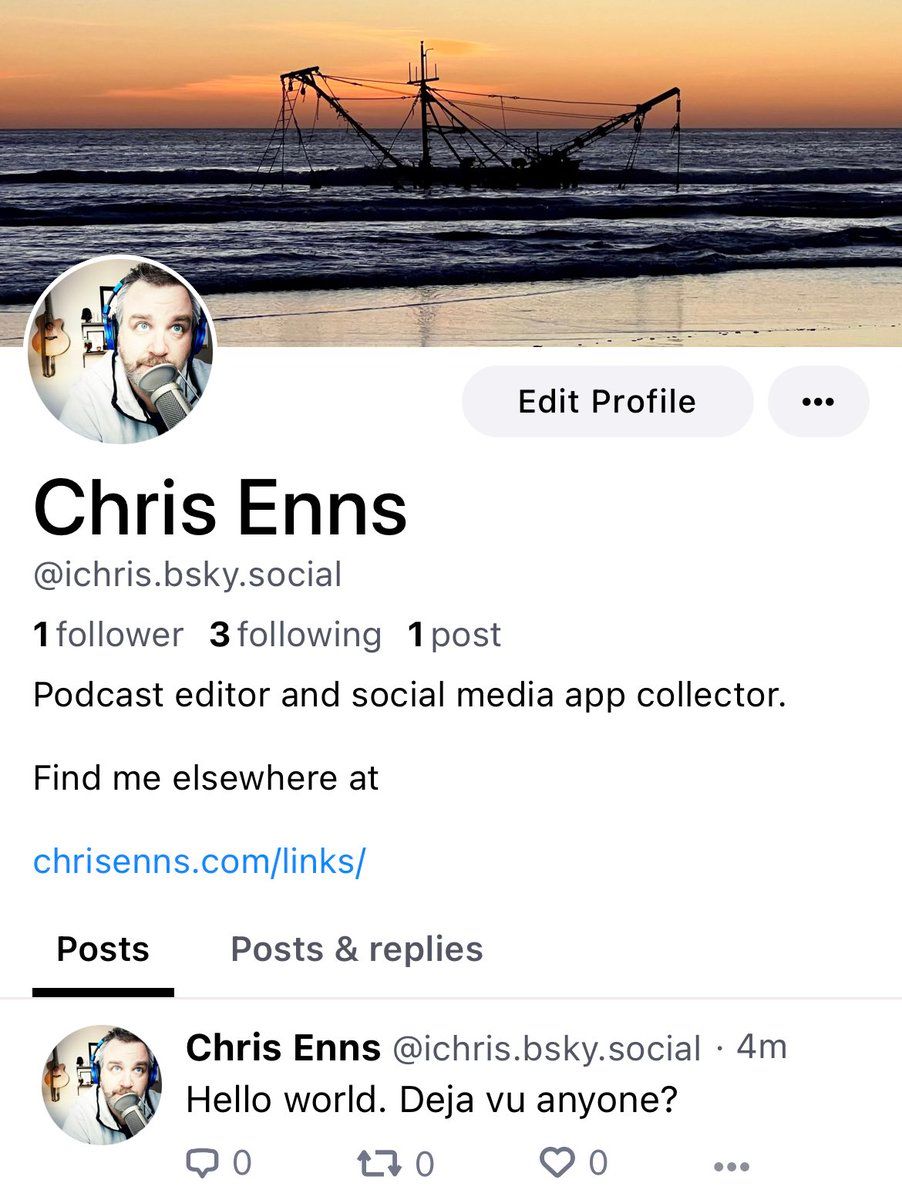 Edit Profile
Chris Enns
@ichris.bsky.social
1 follower 3 following 1 post
Podcast editor and social media app collector.
Find me elsewhere at
chrisenns.com/links/
Posts Posts & replies
Chris Enns @ichris.bsky.social · 4m
Hello world. Deja vu anyone?
0 0 0